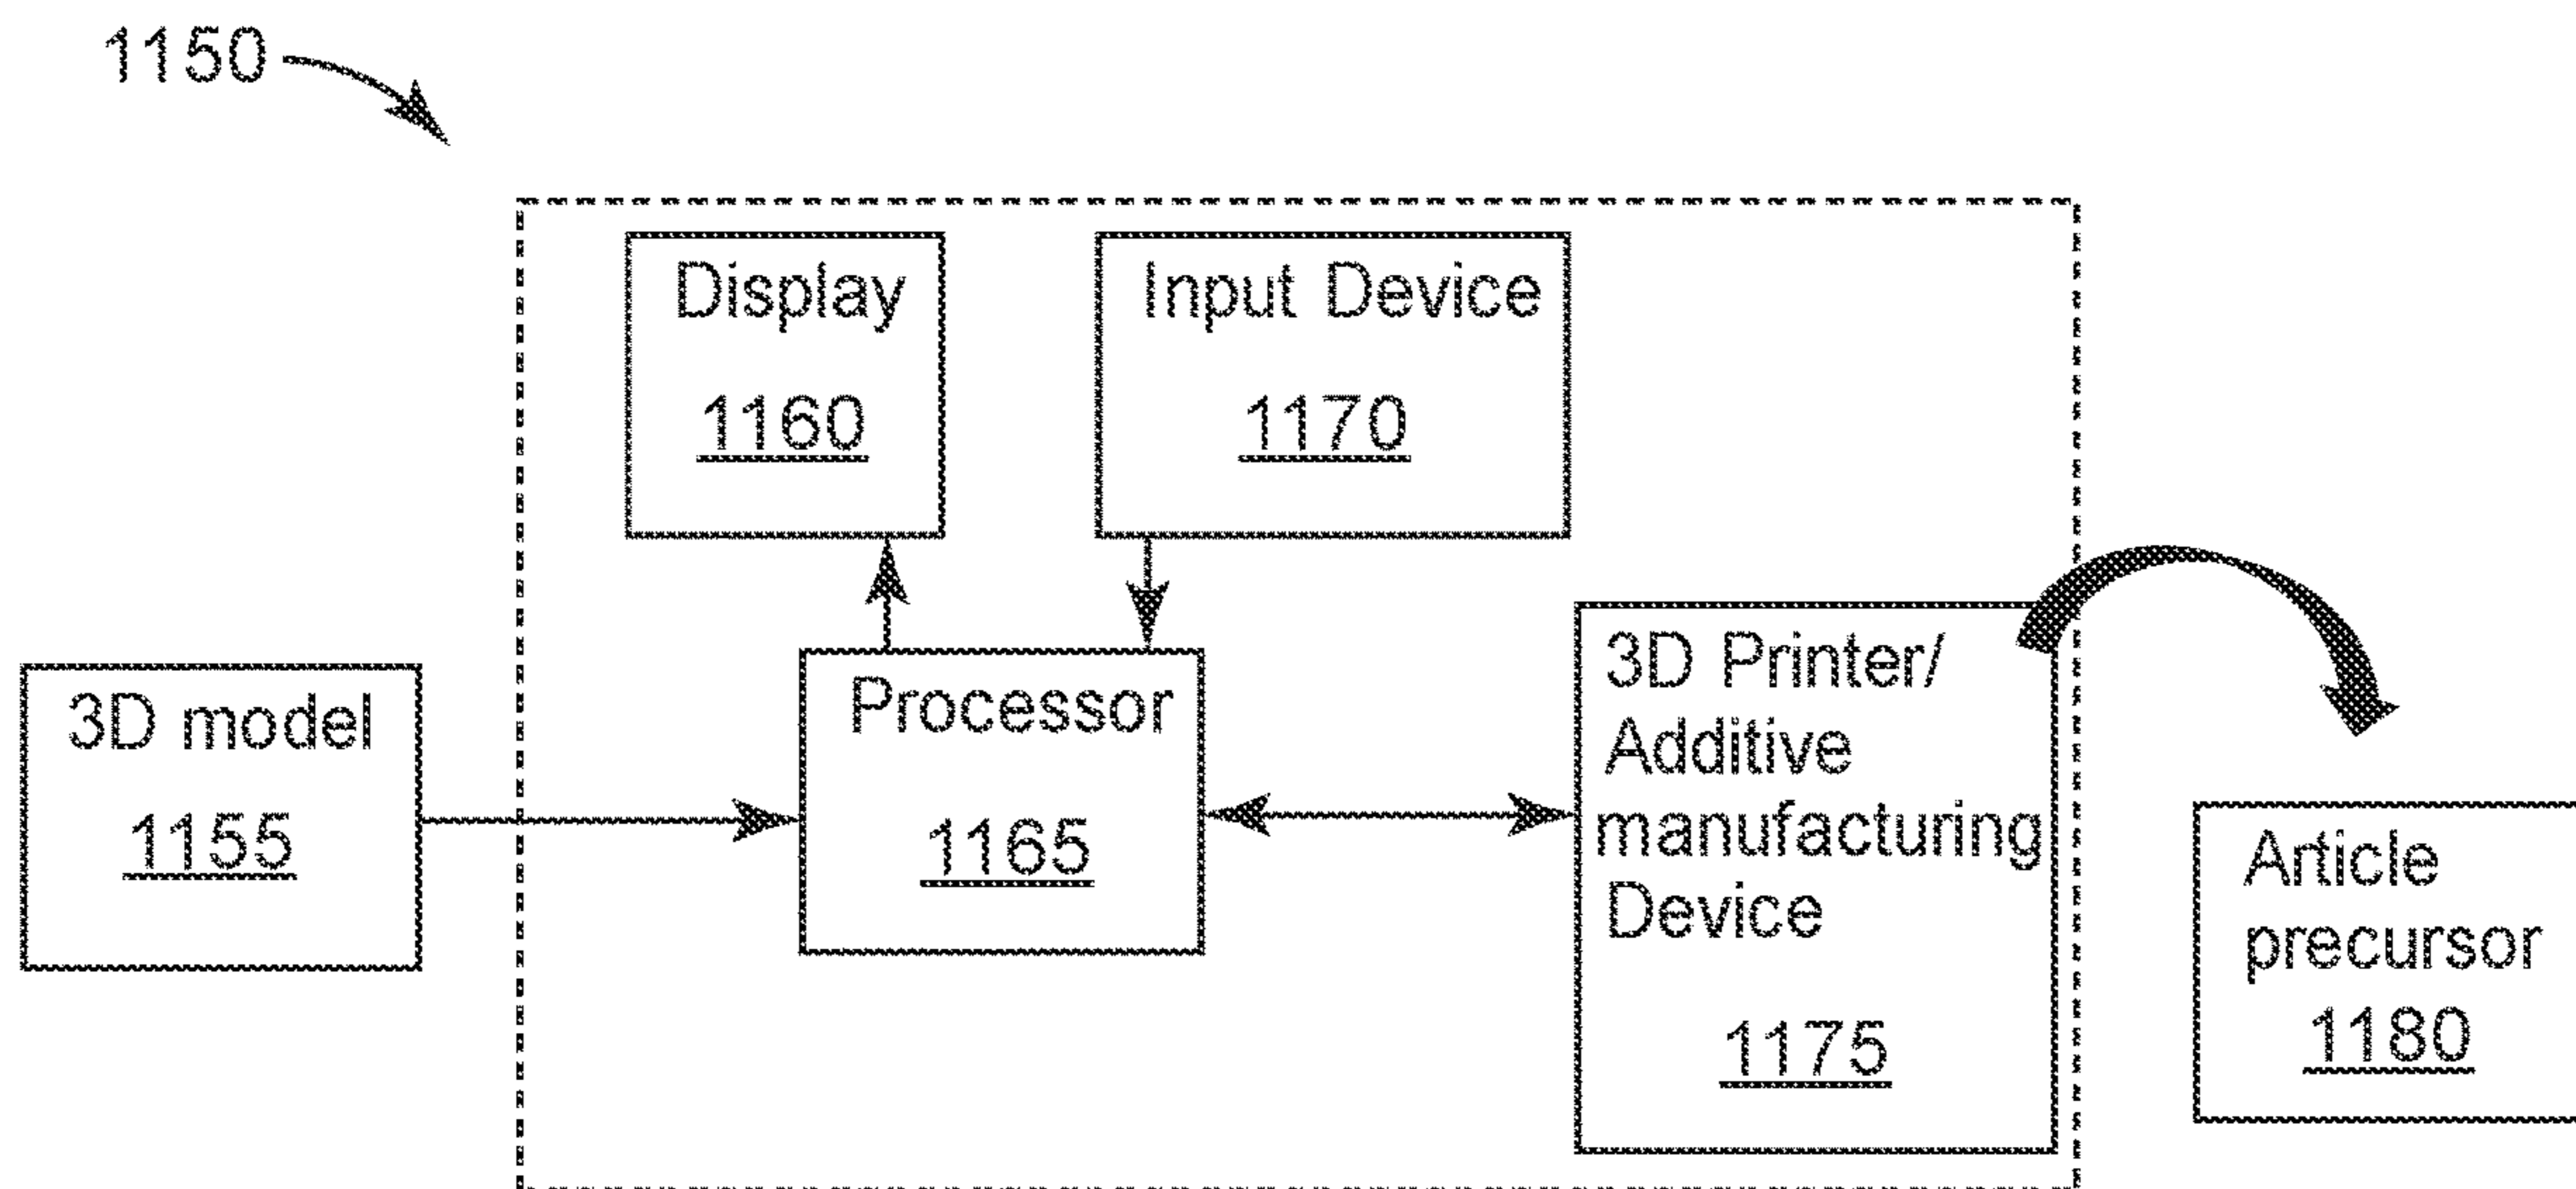 1150
Display
1160
Input Device
1170
3D model
1155
Processor
1165
3D Printer/
Additive
manufacturing
Device
1175
Article
precursor
1180